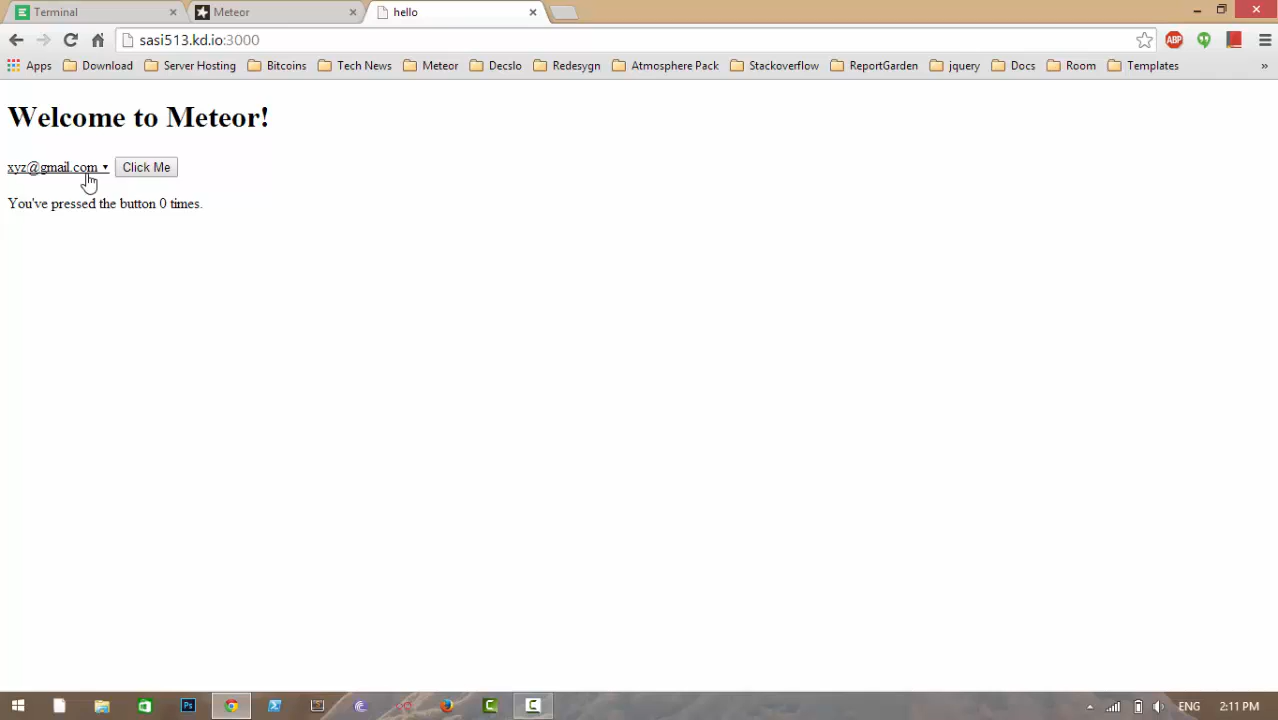 Terminal
Meteor
hello
sasi513.kd.io:3000
ABP
Apps Download Server Hosting Bitcoins Tech News Meteor Decslo Redesygn Atmosphere Pack Stackoverflow ReportGarden jquery Docs Room Templates »
Welcome to Meteor!
xyz@gmail.com ▾ Click Me
You've pressed the button 0 times.
Ps
ENG 2:11 PM